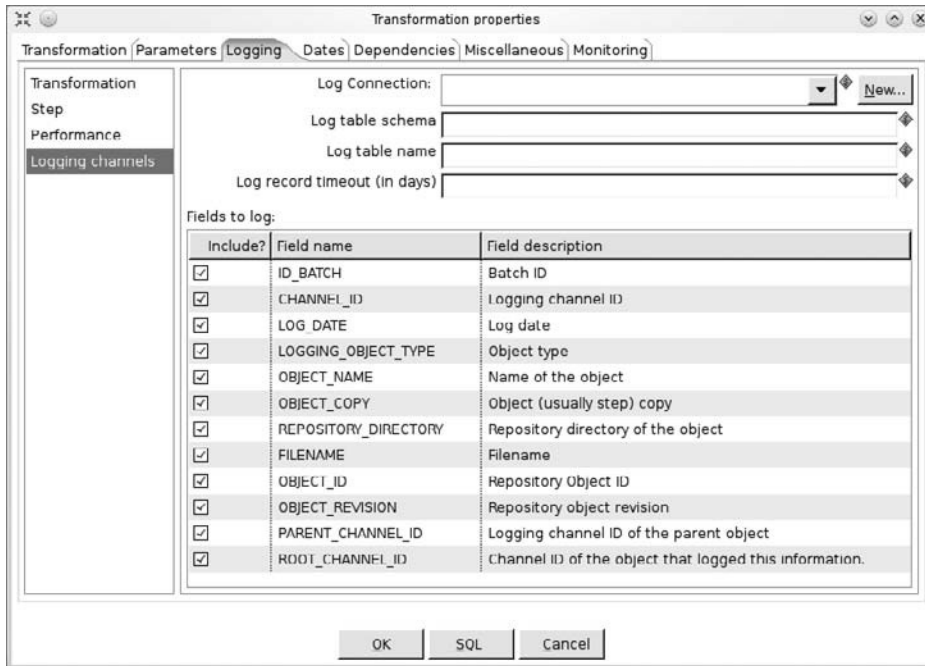 Transformation properties
Transformation Parameters Logging Dates Dependencies Miscellaneous Monitoring
Transformation
Step
Performance
Logging channels
Log Connection:
New...
Log table schema
Log table name
Log record timeout (in days)
Fields to log:
Include? Field name Field description
ID_BATCH Batch ID
CHANNEL_ID Logging channel ID
LOG_DATE Log date
LOGGING_OBJECT_TYPE Object type
OBJECT_NAME Name of the object
OBJECT_COPY Object (usually step) copy
REPOSITORY_DIRECTORY Repository directory of the object
FILENAME Filename
OBJECT_ID Repository Object ID
OBJECT_REVISION Repository object revision
PARENT_CHANNEL_ID Logging channel ID of the parent object
ROOT_CHANNEL_ID Channel ID of the object that logged this information.
OK SQL Cancel